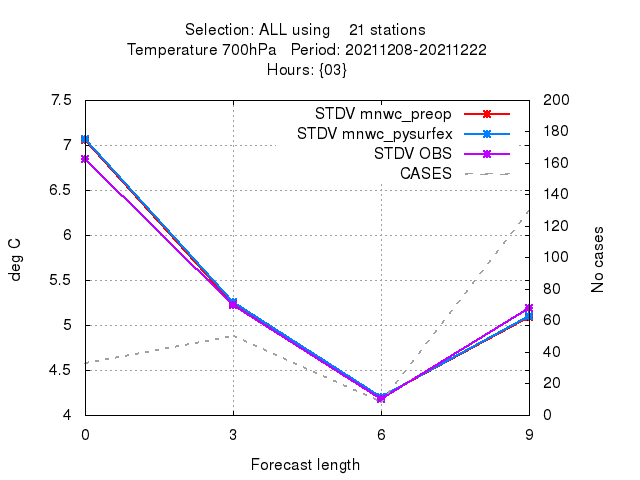 Selection: ALL using    21 stations
Temperature 700hPa   Period: 20211208-20211222
Hours: {03}
STDV mnwc_preop
STDV mnwc_pysurfex
STDV OBS
CASES
7.5
7
6.5
6
5.5
5
4.5
4
deg C
200
180
160
140
120
100
80
60
40
20
0
No cases
0 3 6 9
Forecast length